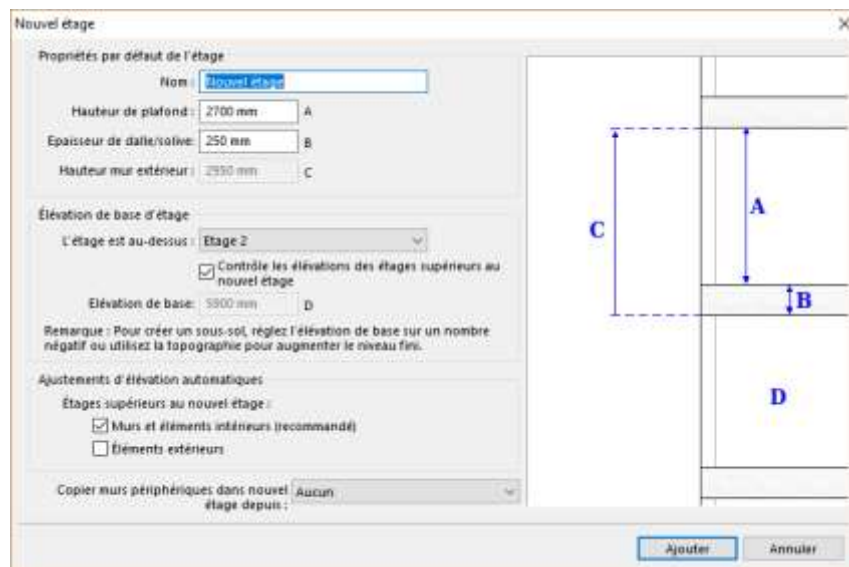 Nouvel étage
Propriétés par défaut de l'étage
Nom : Nouvel étage
Hauteur de plafond : 2700 mm A
Epaisseur de dalle/solive: 250 mm B
Hauteur mur extérieur : 2950 mm C
Élévation de base d'étage
L'étage est au-dessus : Etage 2
Contrôle les élévations des étages supérieurs au
nouvel étage
Elévation de base: 5900 mm D
Remarque : Pour créer un sous-sol, réglez l'élévation de base sur un nombre
négatif ou utilisez la topographie pour augmenter le niveau fini.
Ajustements d'élévation automatiques
Étages supérieurs au nouvel étage :
Murs et éléments intérieurs (recommandé)
Éléments extérieurs
Copier murs périphériques dans nouvel
étage depuis : Aucun
A
C
B
D
Ajouter Annuler